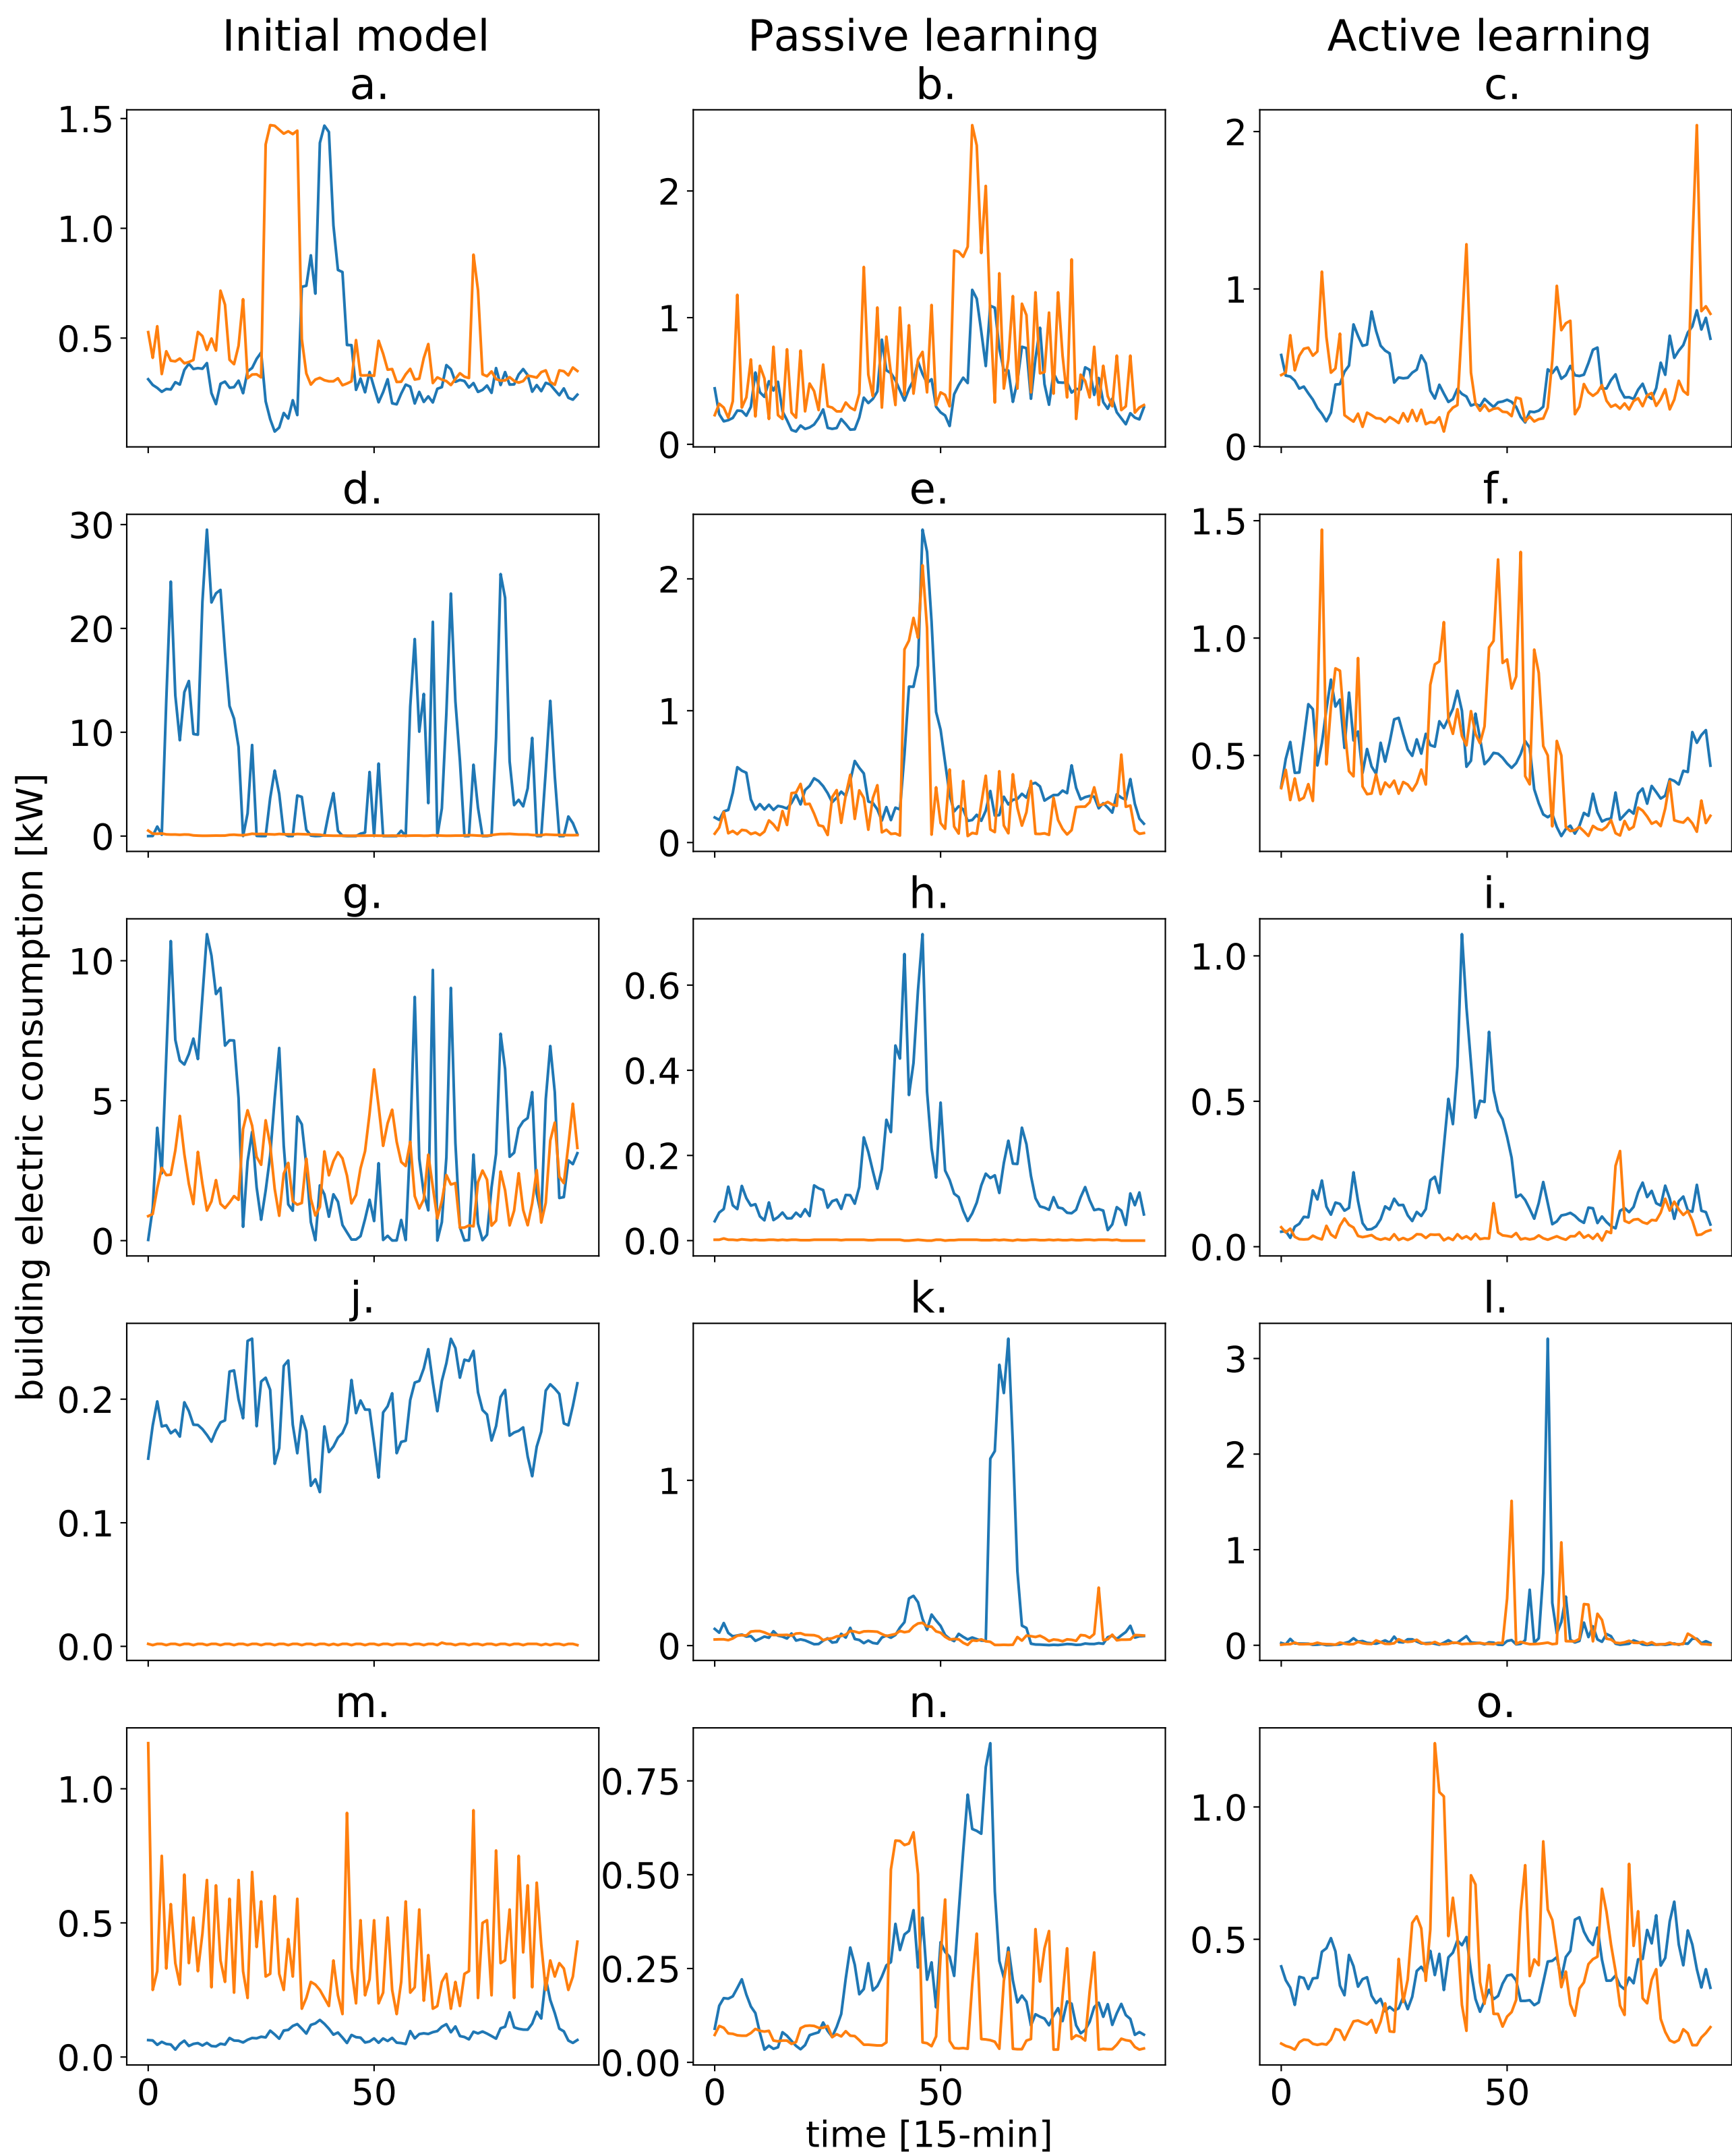 Initial model
Passive learning
Active learning
a.
b.
c.
1.5
1.0
0.5
2
1
0
2
1
0
d.
e.
f.
30
20
10
0
2
1
0
1.5
1.0
0.5
g.
h.
i.
10
5
0
0.6
0.4
0.2
0.0
1.0
0.5
0.0
j.
k.
l.
0.2
0.1
0.0
1
0
3
2
1
0
m.
n.
o.
1.0
0.5
0.0
0.75
0.50
0.25
0.00
1.0
0.5
0
50
0
50
0
50
building electric consumption [kW]
time [15-min]